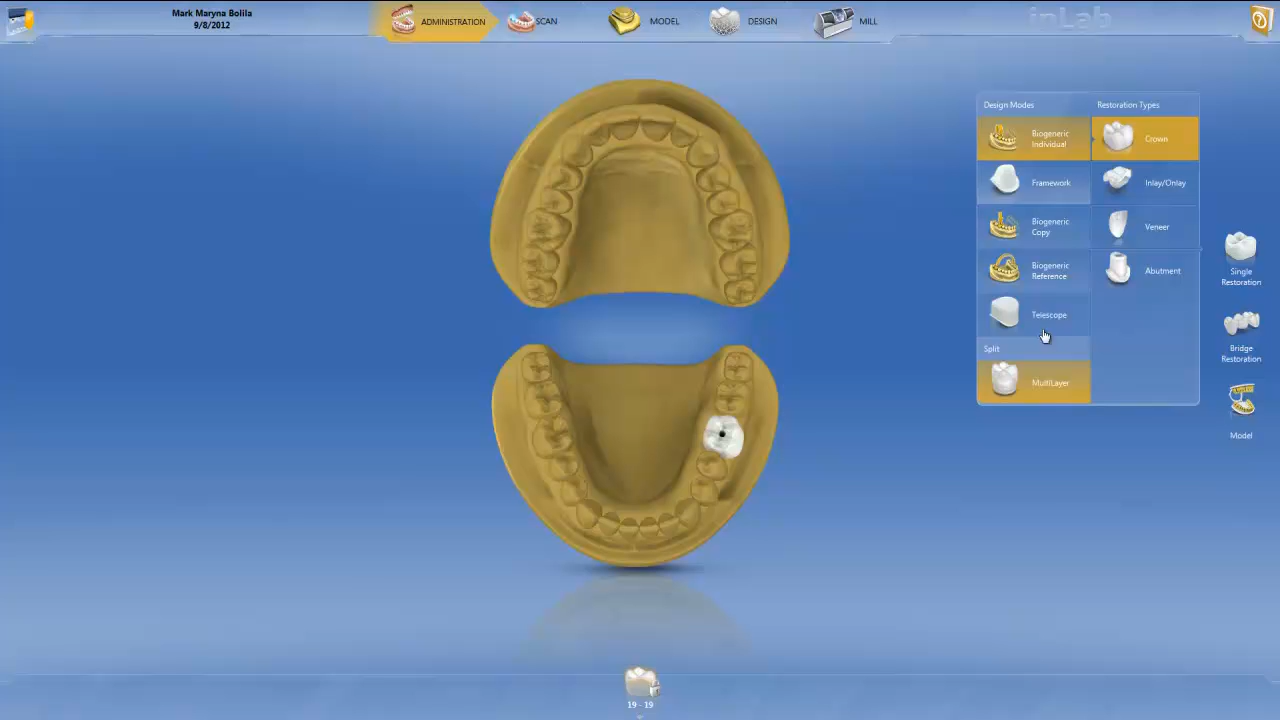 Mark Maryna Bolila
9/8/2012
ADMINISTRATION
SCAN
MODEL
DESIGN
MILL
inLab
Design Modes
Restoration Types
Biogeneric
Individual
Crown
Framework
Inlay/Onlay
Biogeneric
Copy
Veneer
Biogeneric
Reference
Abutment
Telescope
Split
MultiLayer
Single
Restoration
Bridge
Restoration
Model
19 - 19